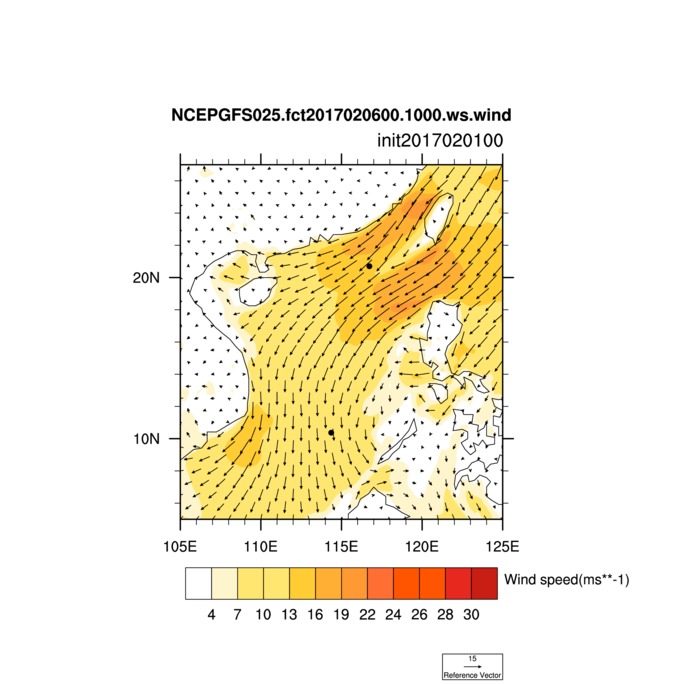 NCEPGFS025.fct2017020600.1000.ws.wind
init2017020100
20N
10N
105E 110E 115E 120E 125E
Wind speed(ms**-1)
4 7 10 13 16 19 22 24 26 28 30
15
Reference Vector